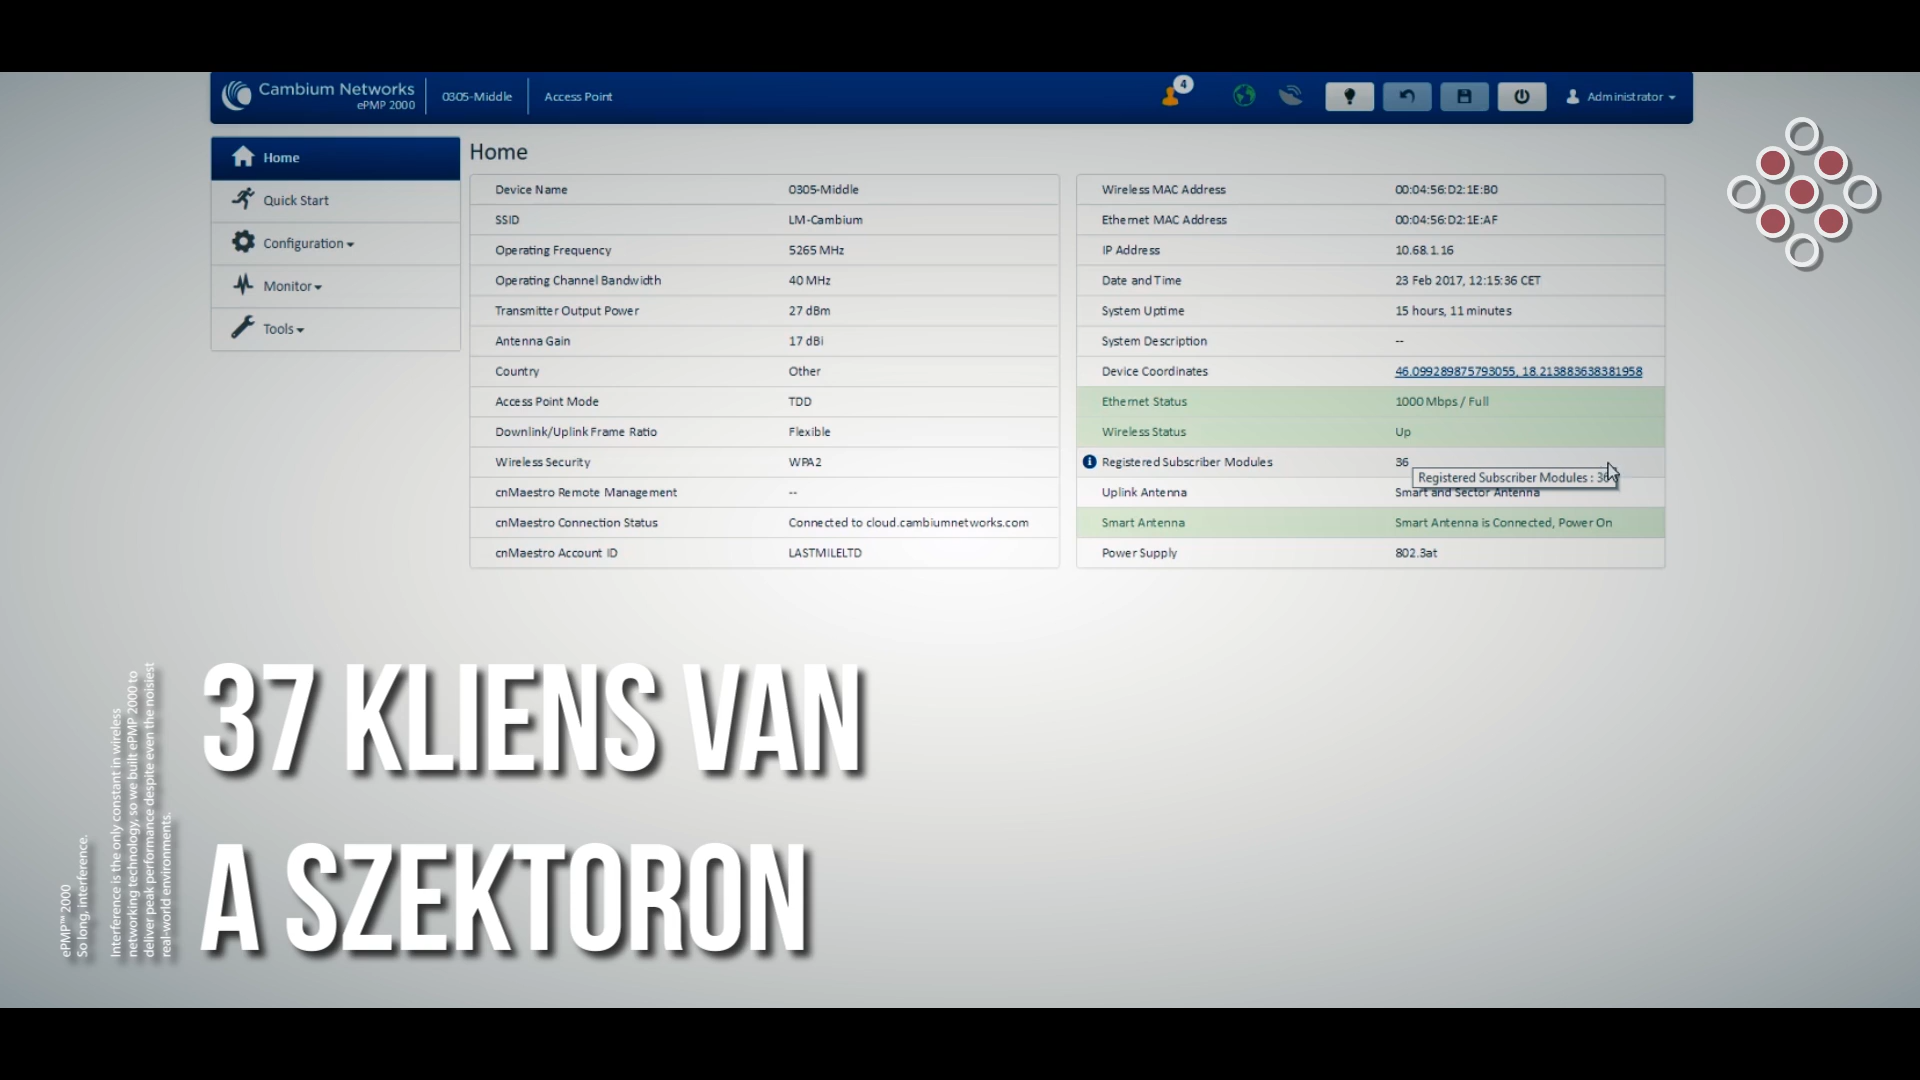 Cambium Networks
ePMP 2000
0305-Middle
Access Point
4
Administrator
Home
Quick Start
Configuration
Monitor
Tools
Home
Device Name 0305-Middle
SSID LM-Cambium
Operating Frequency 5265 MHz
Operating Channel Bandwidth 40 MHz
Transmitter Output Power 27 dBm
Antenna Gain 17 dBi
Country Other
Access Point Mode TDD
Downlink/Uplink Frame Ratio Flexible
Wireless Security WPA2
cnMaestro Remote Management --
cnMaestro Connection Status Connected to cloud.cambiumnetworks.com
cnMaestro Account ID LASTMILELTD
Wireless MAC Address 00:04:56:D2:1E:B0
Ethernet MAC Address 00:04:56:D2:1E:AF
IP Address 10.68.1.16
Date and Time 23 Feb 2017, 12:15:36 CET
System Uptime 15 hours, 11 minutes
System Description --
Device Coordinates 46.099289875793055, 18.213883638381958
Ethernet Status 1000 Mbps / Full
Wireless Status Up
Registered Subscriber Modules 36
Registered Subscriber Modules : 36
Uplink Antenna Smart and Sector Antenna
Smart Antenna Smart Antenna is Connected, Power On
Power Supply 802.3at
ePMP™ 2000
So long, interference.
Interference is the only constant in wireless
networking technology, so we built ePMP 2000 to
deliver peak performance despite even the noisiest
real-world environments.
37 KLIENS VAN
A SZEKTORON